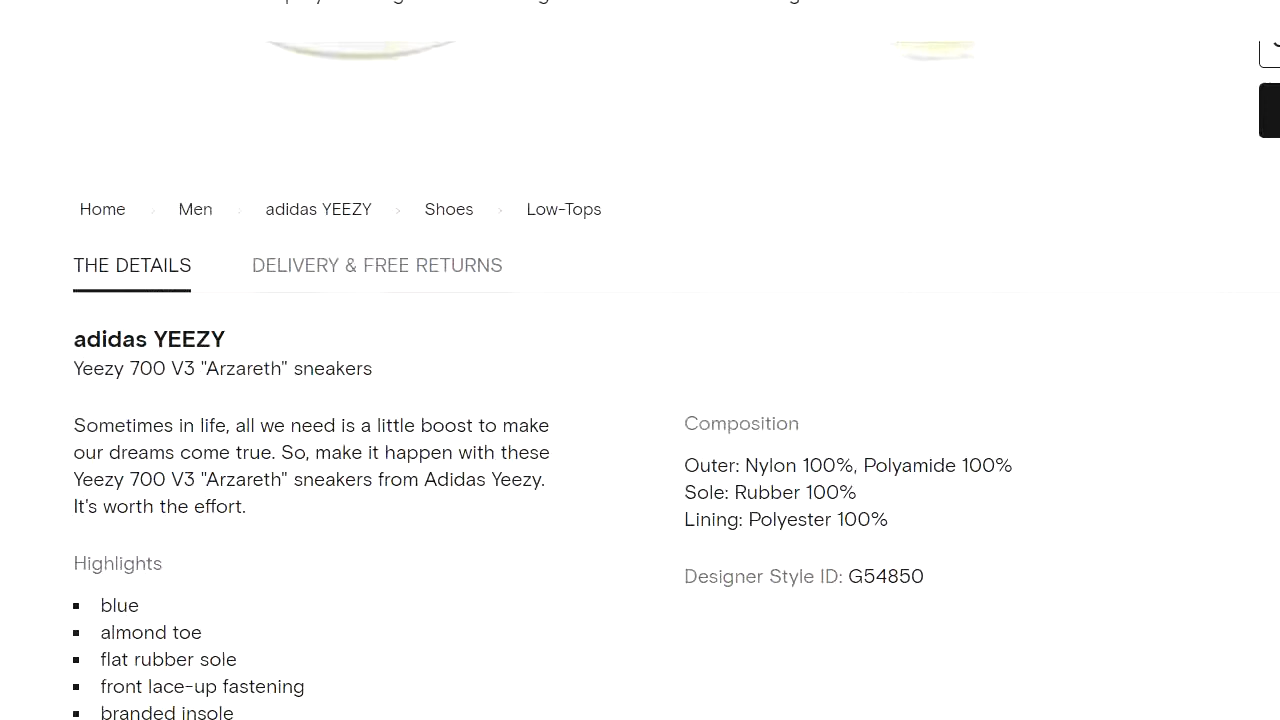 Home Men adidas YEEZY Shoes Low-Tops
THE DETAILS DELIVERY & FREE RETURNS
adidas YEEZY
Yeezy 700 V3 "Arzareth" sneakers
Sometimes in life, all we need is a little boost to make
our dreams come true. So, make it happen with these
Yeezy 700 V3 "Arzareth" sneakers from Adidas Yeezy.
It's worth the effort.
Highlights
blue
almond toe
flat rubber sole
front lace-up fastening
branded insole
Composition
Outer: Nylon 100%, Polyamide 100%
Sole: Rubber 100%
Lining: Polyester 100%
Designer Style ID: G54850